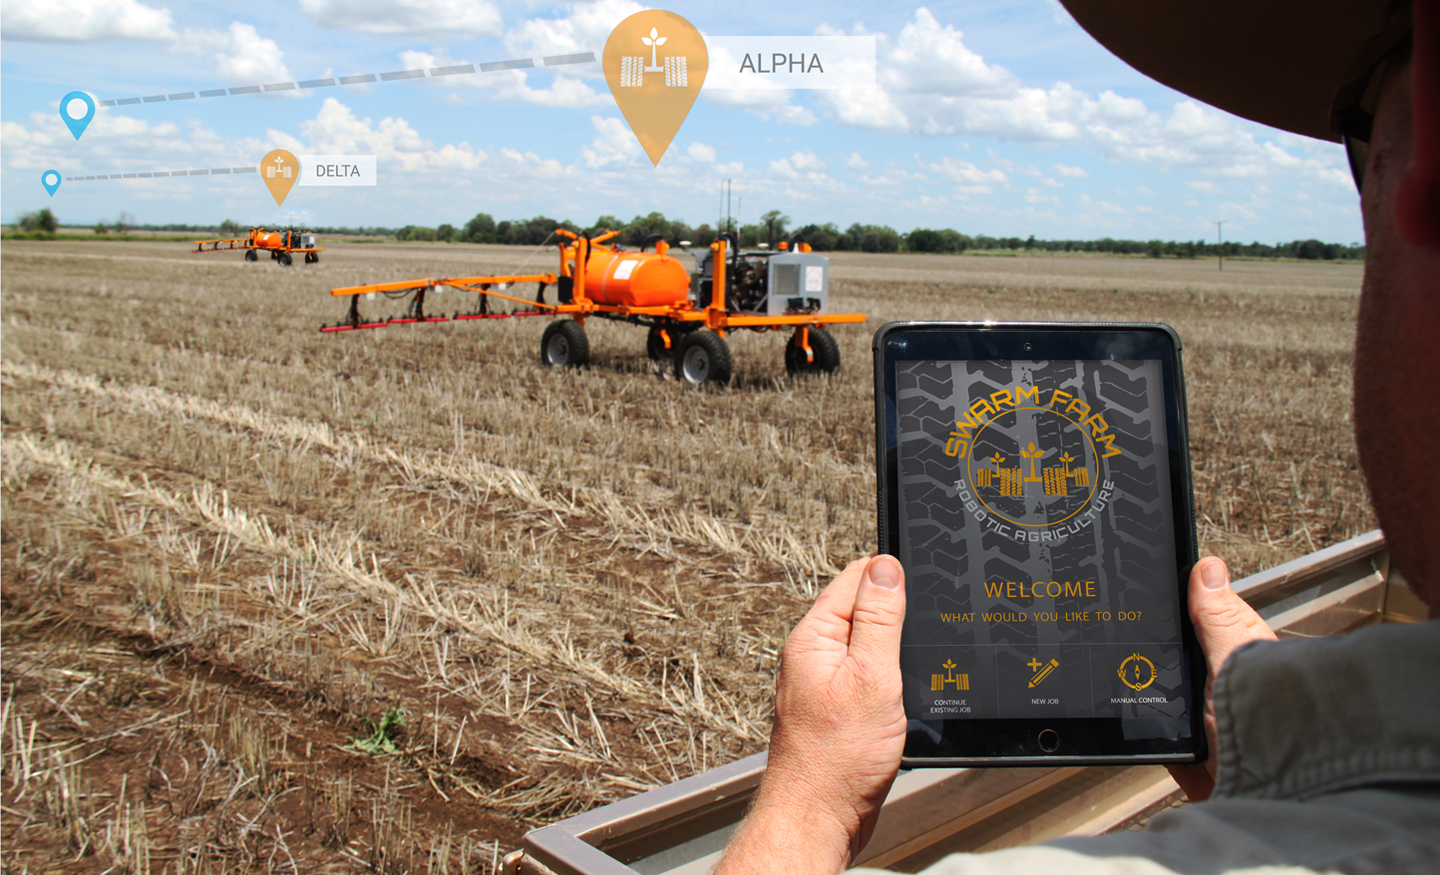 ALPHA
DELTA
SWARM FARM
ROBOTIC AGRICULTURE
WELCOME
WHAT WOULD YOU LIKE TO DO?
CONTINUE
EXISTING JOB
NEW JOB
N
W E
S
MANUAL CONTROL